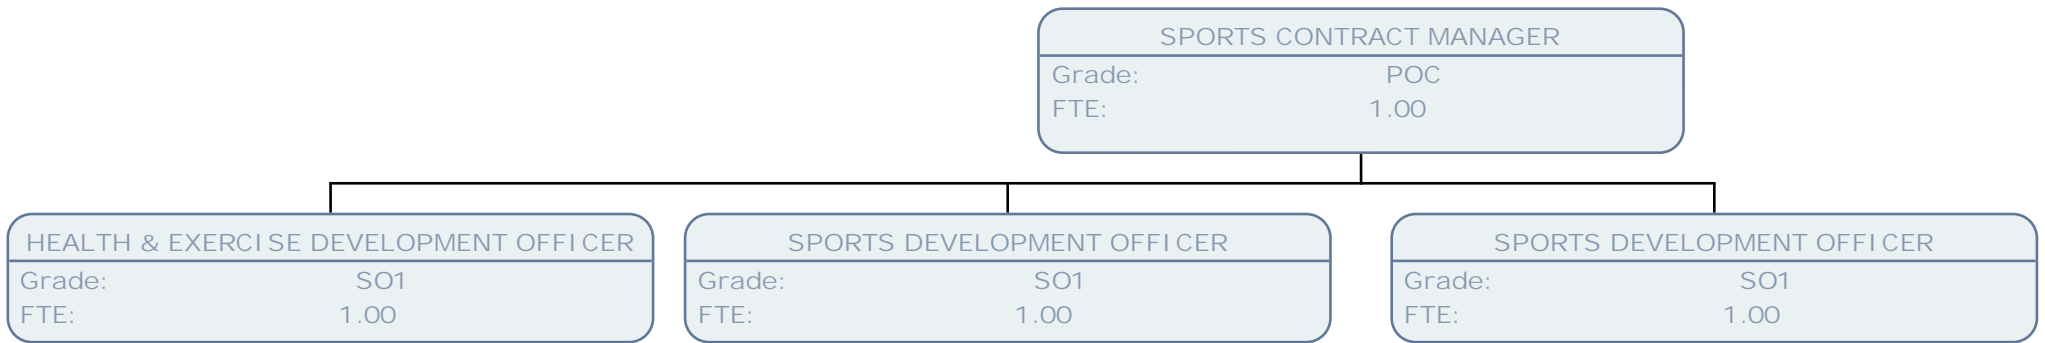 SPORTS CONTRACT MANAGER
Grade: POC
FTE: 1.00
HEALTH & EXERCISE DEVELOPMENT OFFICER
Grade: SO1
FTE: 1.00
SPORTS DEVELOPMENT OFFICER
Grade: SO1
FTE: 1.00
SPORTS DEVELOPMENT OFFICER
Grade: SO1
FTE: 1.00